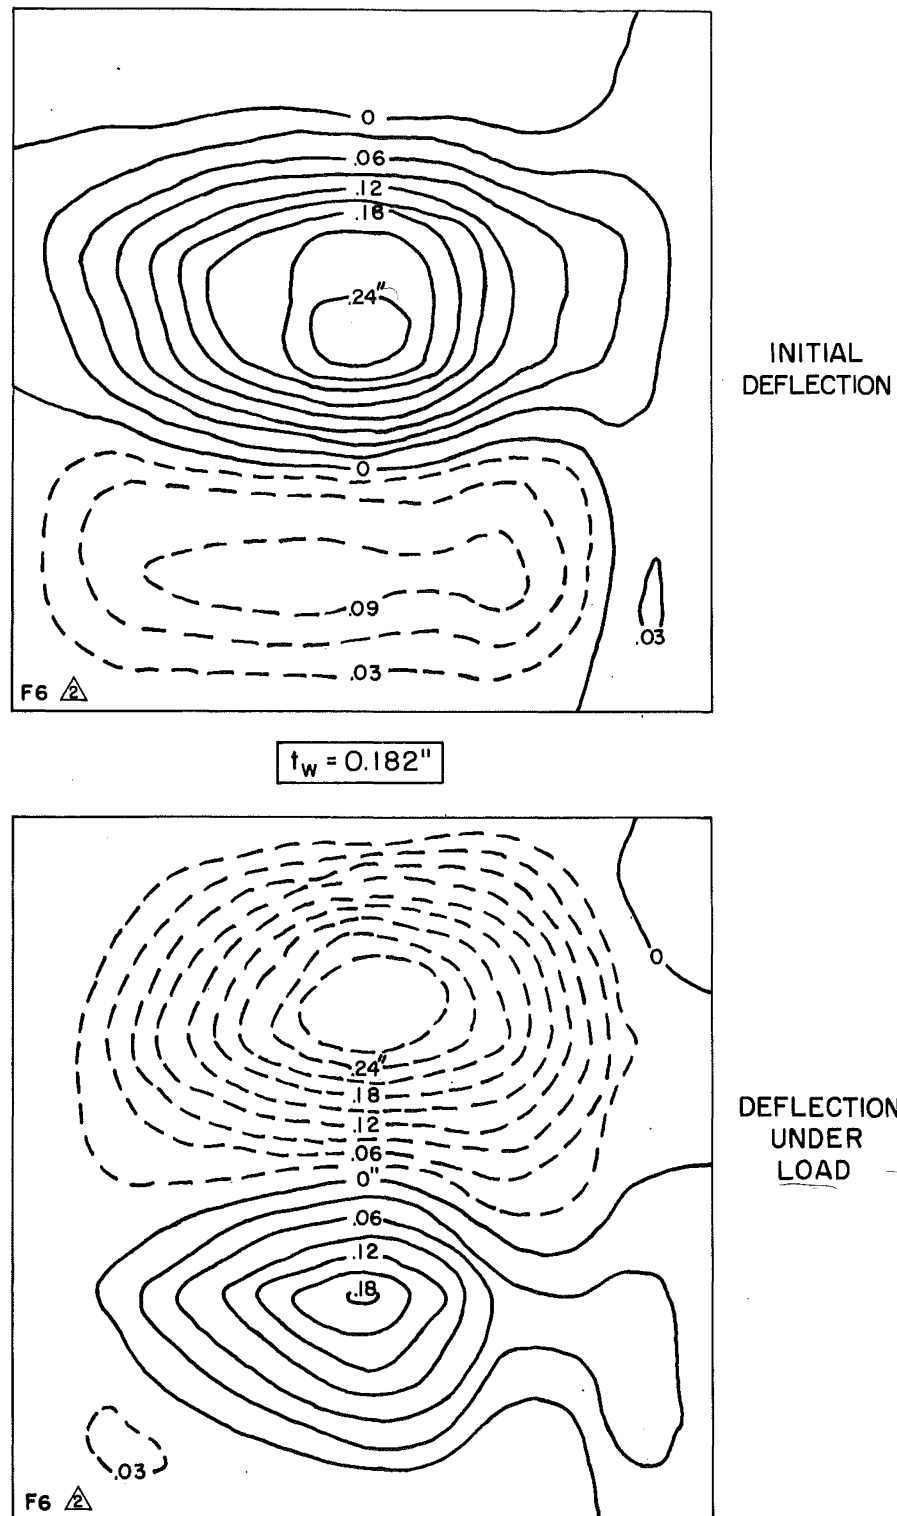 0
.06
.12
.18
.24"
0
.09
.03
.03
F6 2
INITIAL
DEFLECTION
tw = 0.182"
0
.24"
.18
.12
.06
0"
.06
.12
.18
.03
F6 2
DEFLECTION
UNDER
LOAD